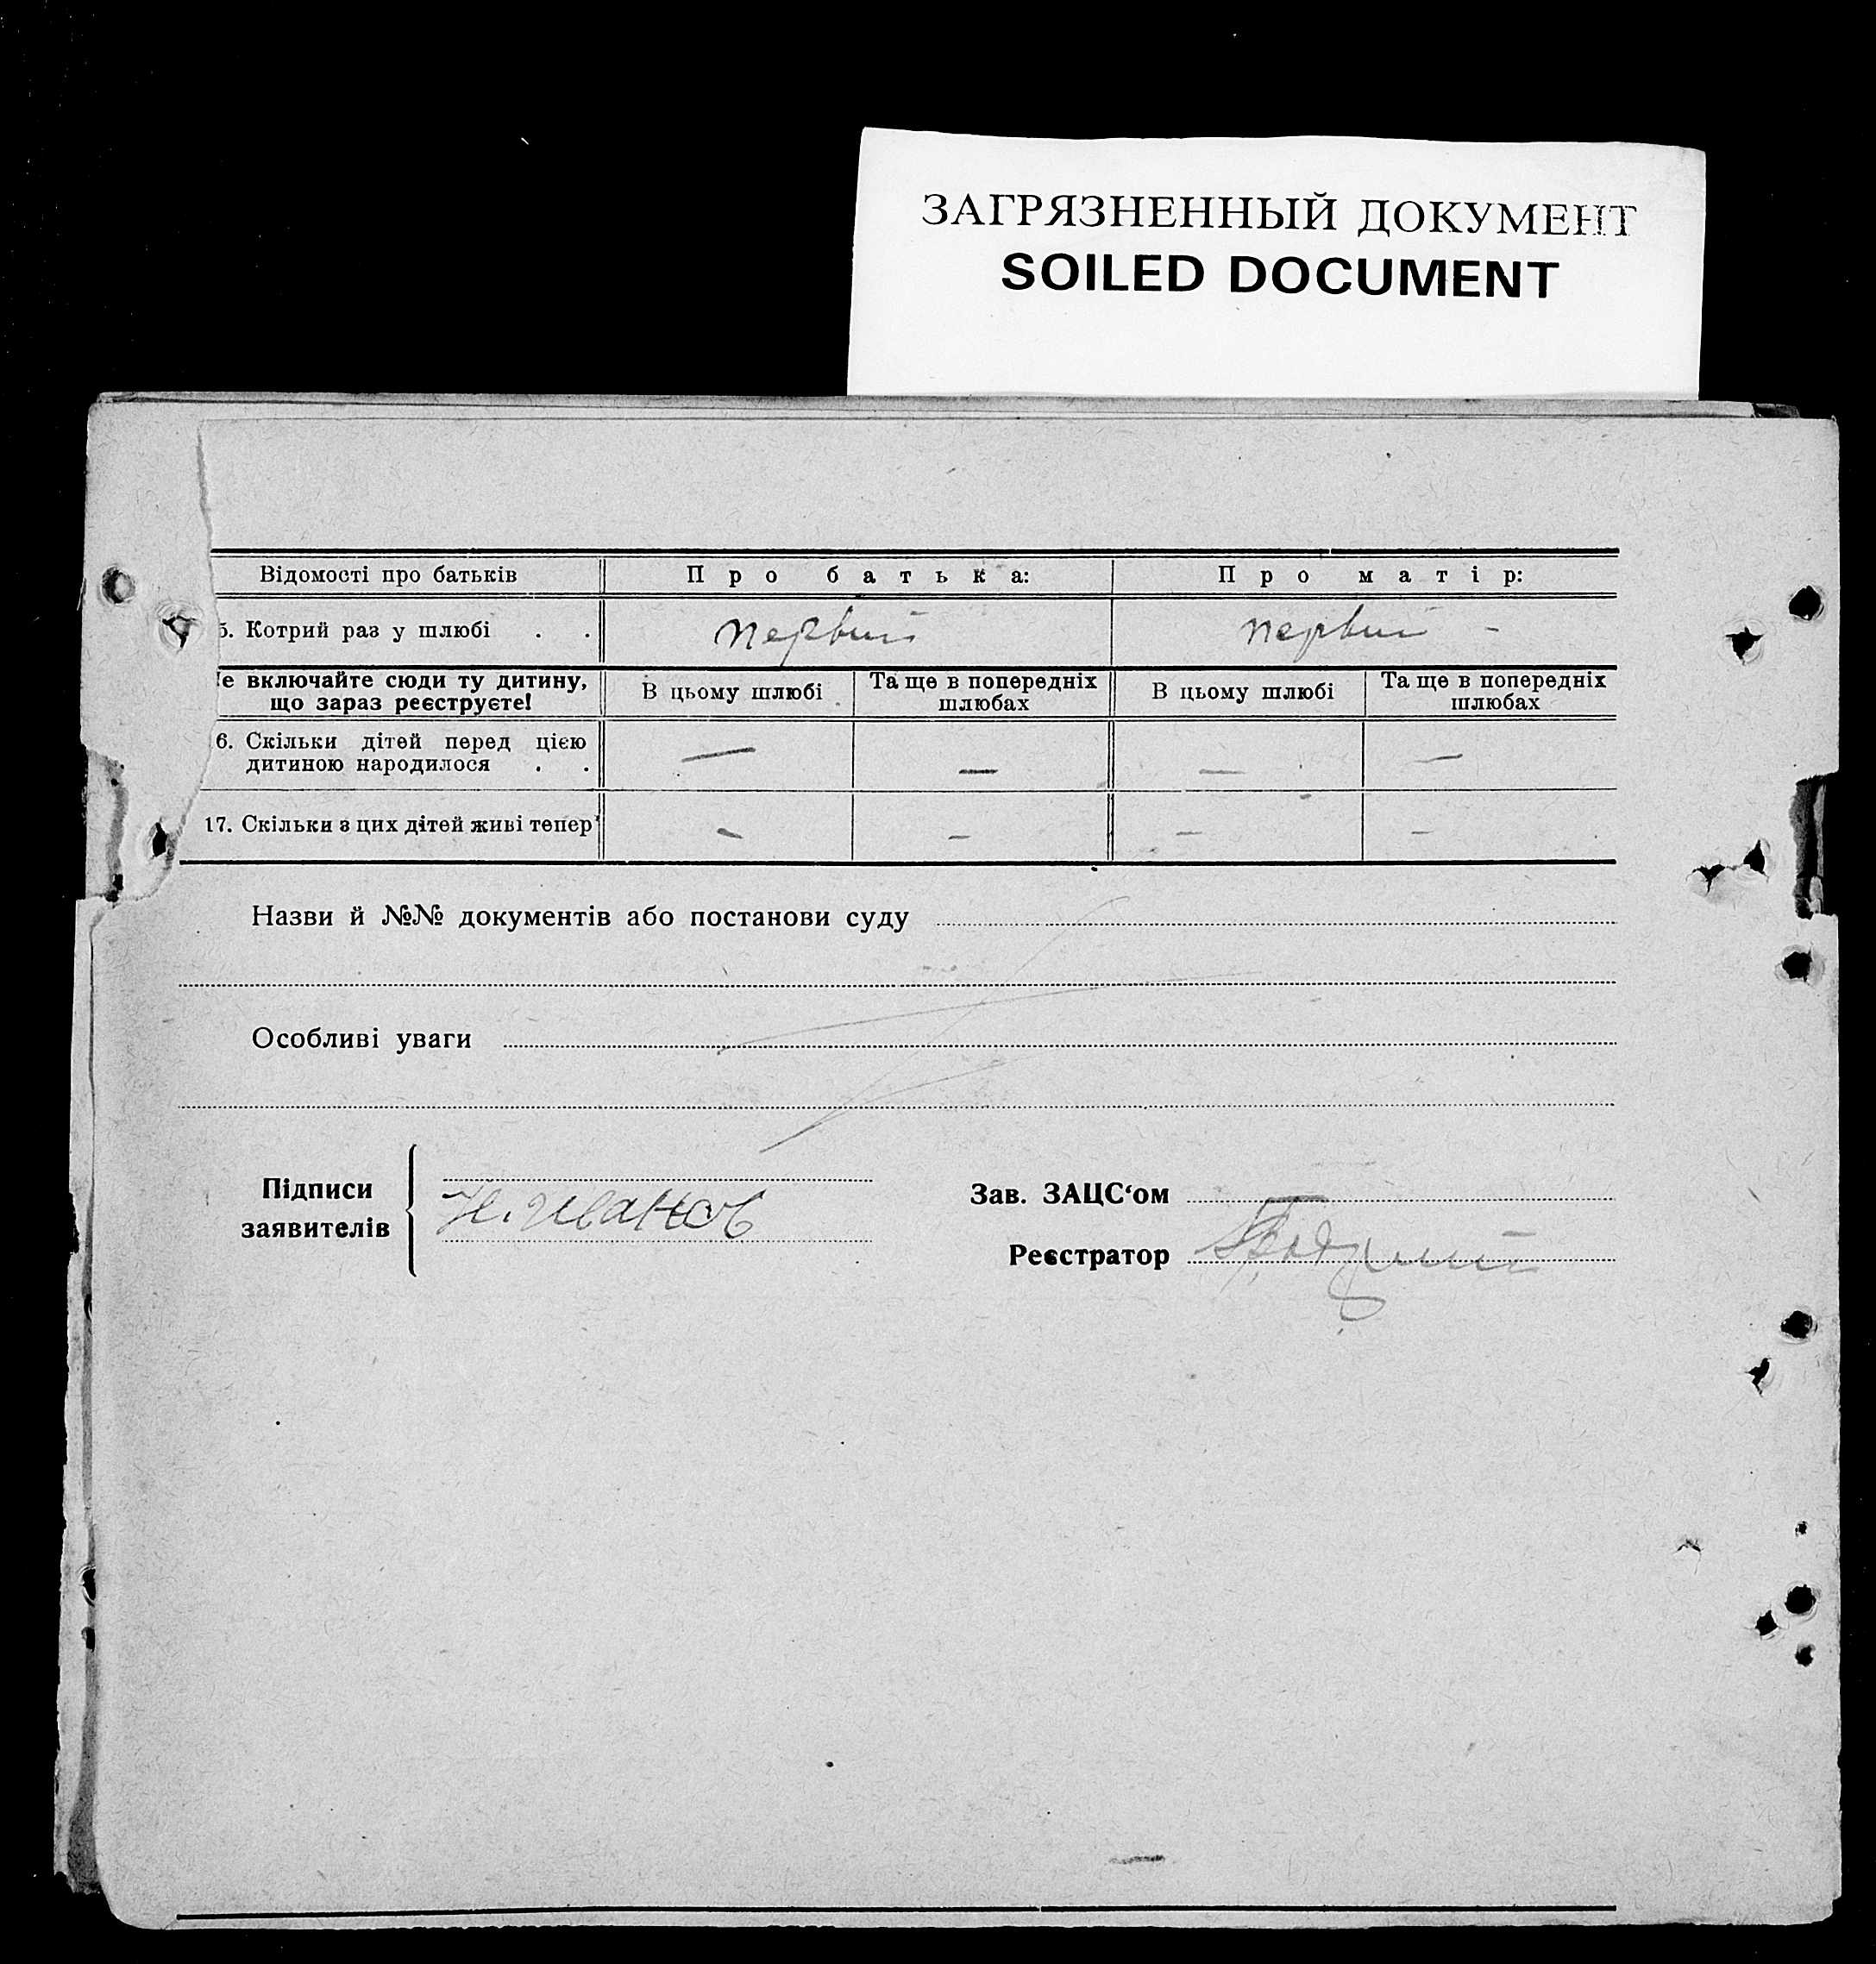 ЗАГРЯЗНЕННЫЙ ДОКУМЕНТ
SOILED DOCUMENT
Відомості про батьків Про батька: Про матір:
5. Котрий раз у шлюбі . . первий первий -
е включайте сюди ту дитину, що зараз реєструєте! В цьому шлюбі Та ще в попередніх шлюбах В цьому шлюбі Та ще в попередніх шлюбах
6. Скільки дітей перед цією дитиною народилося . . — — — —
17. Скільки з цих дітей живі тепер - - - -
Назви й №№ документів або постанови суду
Особливі уваги
Підписи заявителів Н. Иванов
Зав. ЗАЦС‘ом
Реєстратор